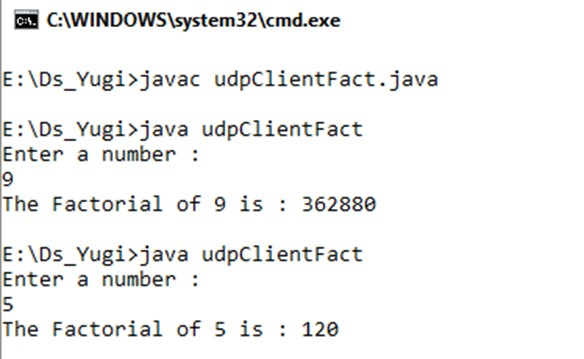 C:\WINDOWS\system32\cmd.exe
E:\Ds_Yugi>javac udpClientFact.java
E:\Ds_Yugi>java udpClientFact
Enter a number :
9
The Factorial of 9 is : 362880
E:\Ds_Yugi>java udpClientFact
Enter a number :
5
The Factorial of 5 is : 120